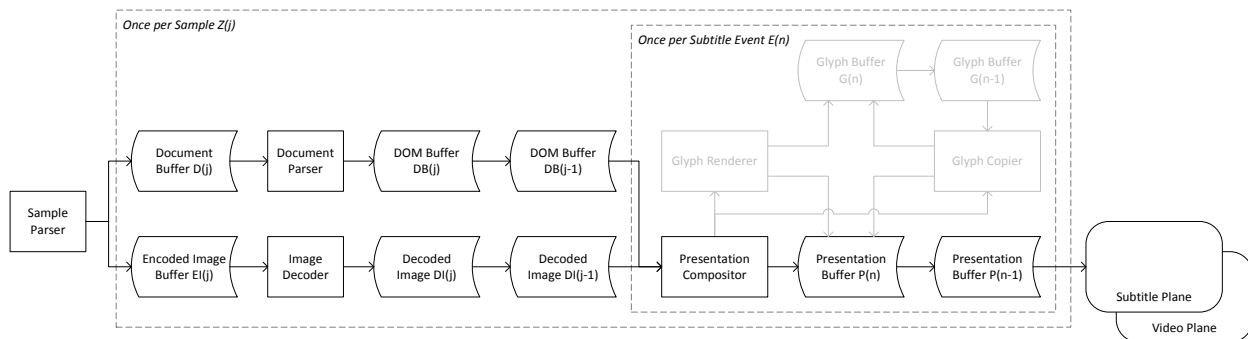 Once per Sample Z(j)
Once per Subtitle Event E(n)
Glyph Buffer
G(n)
Glyph Buffer
G(n-1)
Document
Buffer D(j)
Document
Parser
DOM Buffer
DB(j)
DOM Buffer
DB(j-1)
Glyph Renderer
Glyph Copier
Sample
Parser
Encoded Image
Buffer EI(j)
Image
Decoder
Decoded
Image DI(j)
Decoded
Image DI(j-1)
Presentation
Compositor
Presentation
Buffer P(n)
Presentation
Buffer P(n-1)
Subtitle Plane
Video Plane